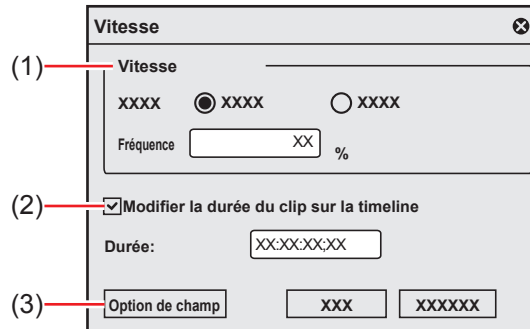 Vitesse
(1) Vitesse
XXXX XXXX XXXX
Fréquence XX %
(2) Modifier la durée du clip sur la timeline
Durée: XX:XX:XX;XX
(3) Option de champ XXX XXXXXX